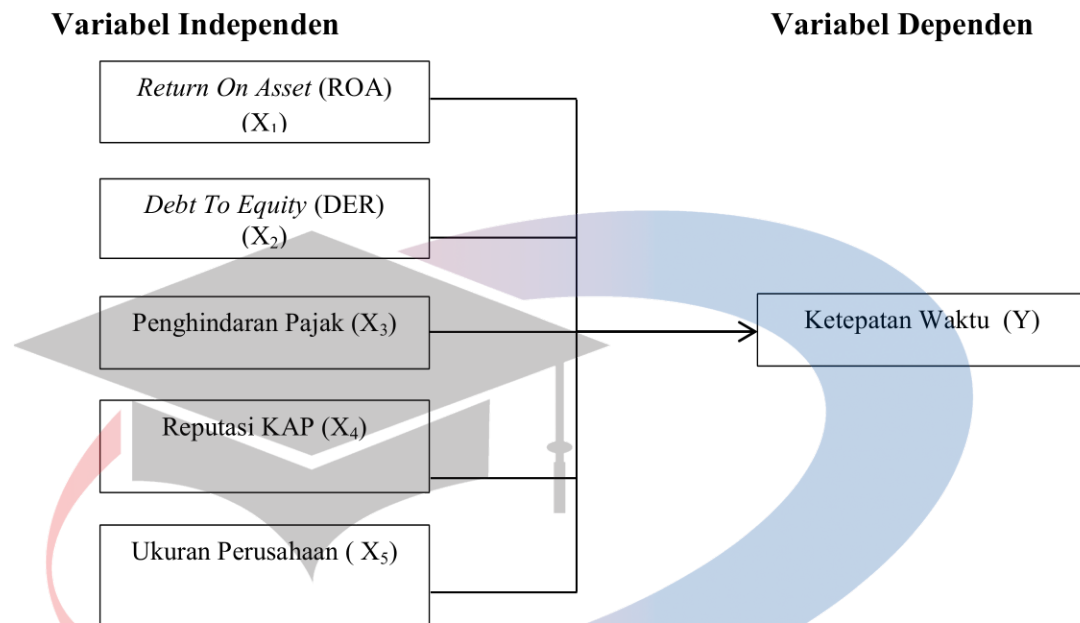 Variabel Independen
Variabel Dependen
Return On Asset (ROA)
(X₁)
Debt To Equity (DER)
(X₂)
Penghindaran Pajak (X₃)
Ketepatan Waktu (Y)
Reputasi KAP (X₄)
Ukuran Perusahaan ( X₅)